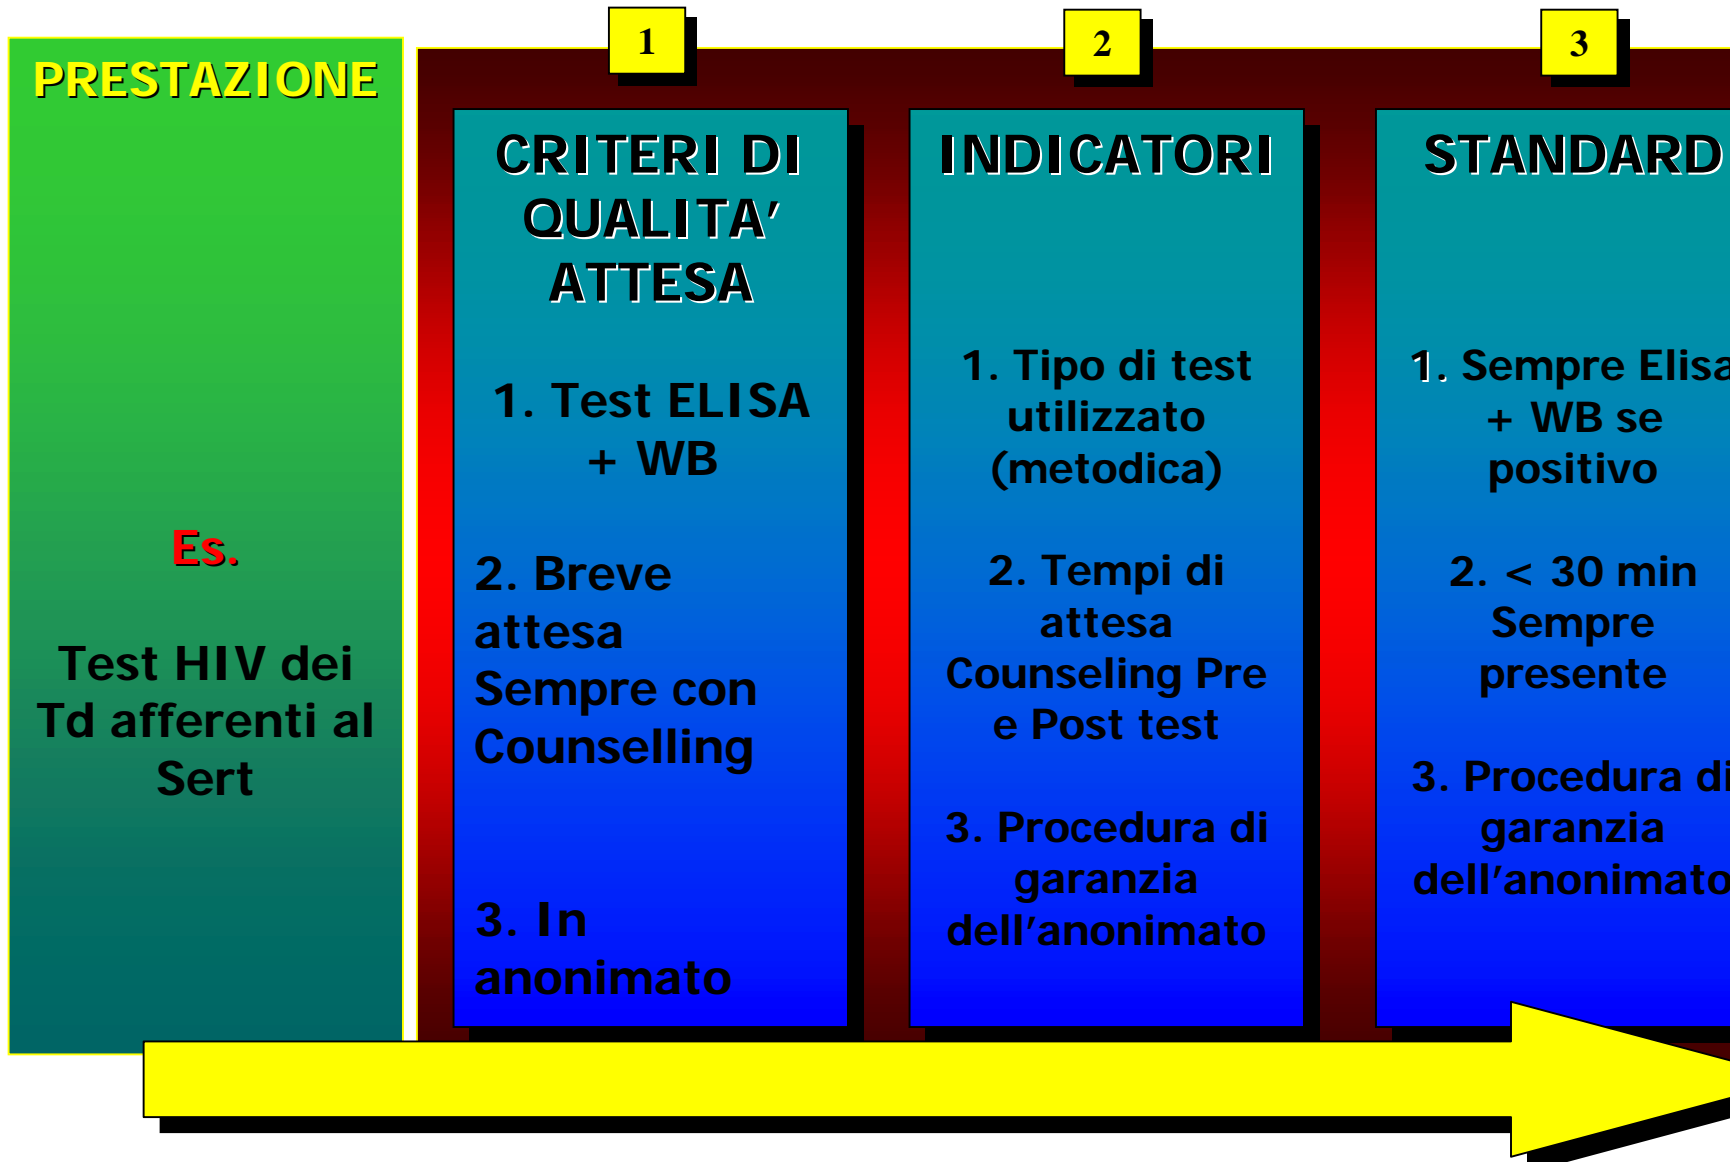 PRESTAZIONE
Es.
Test HIV dei
Td afferenti al
Sert
1
CRITERI DI
QUALITA’
ATTESA
1. Test ELISA
+ WB
2. Breve
attesa
Sempre con
Counselling
3. In
anonimato
2
INDICATORI
1. Tipo di test
utilizzato
(metodica)
2. Tempi di
attesa
Counseling Pre
e Post test
3. Procedura di
garanzia
dell’anonimato
3
STANDARD
1. Sempre Elisa
+ WB se
positivo
2. < 30 min
Sempre
presente
3. Procedura di
garanzia
dell’anonimato